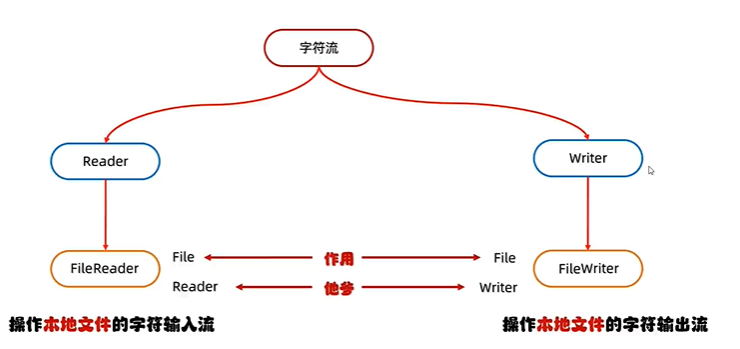 字符流
Reader
Writer
FileReader
File
作用
File
FileWriter
Reader
他爹
Writer
操作本地文件的字符输入流
操作本地文件的字符输出流